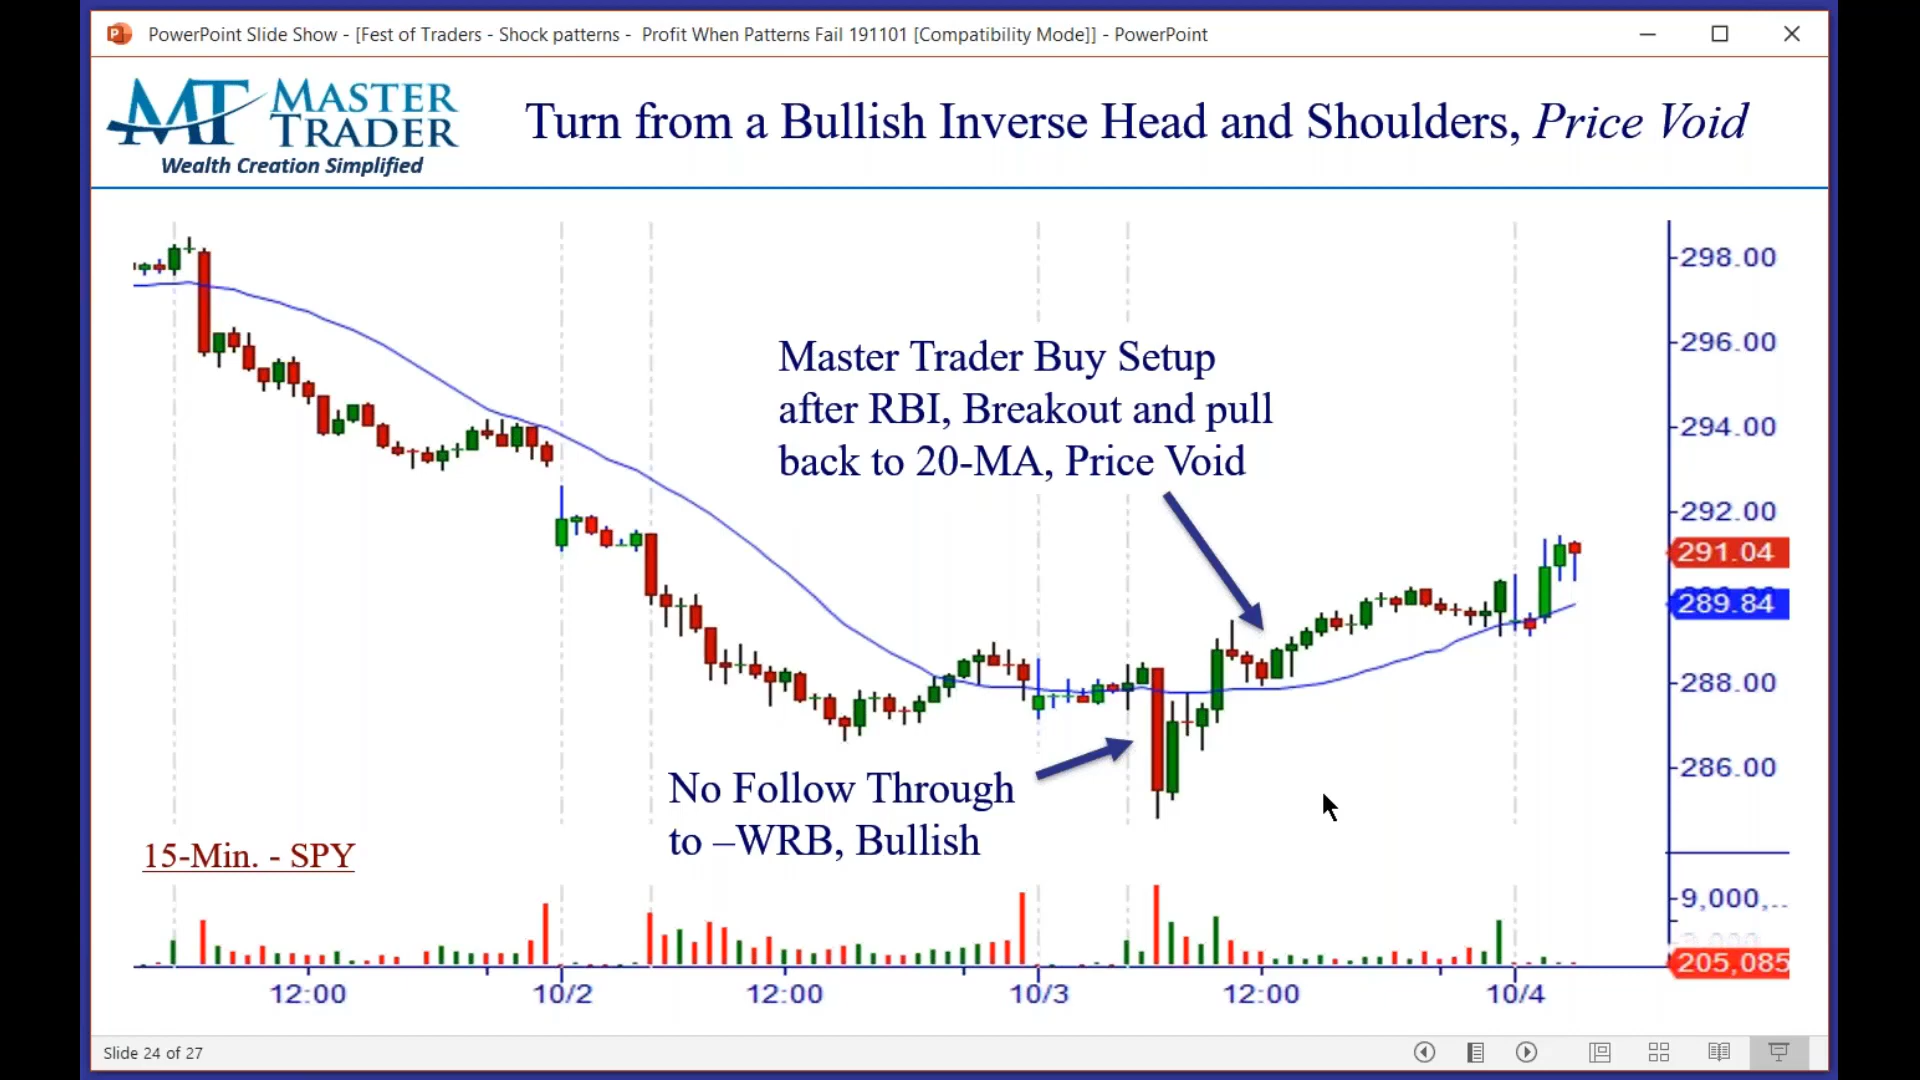 PowerPoint Slide Show - [Fest of Traders - Shock patterns -  Profit When Patterns Fail 191101 [Compatibility Mode]] - PowerPoint
MT MASTER TRADER
Wealth Creation Simplified
Turn from a Bullish Inverse Head and Shoulders, Price Void
298.00
296.00
Master Trader Buy Setup
after RBI, Breakout and pull
back to 20-MA, Price Void
294.00
292.00
291.04
289.84
288.00
286.00
No Follow Through
to –WRB, Bullish
15-Min. - SPY
9,000,..
205,085
12:00 10/2 12:00 10/3 12:00 10/4
Slide 24 of 27